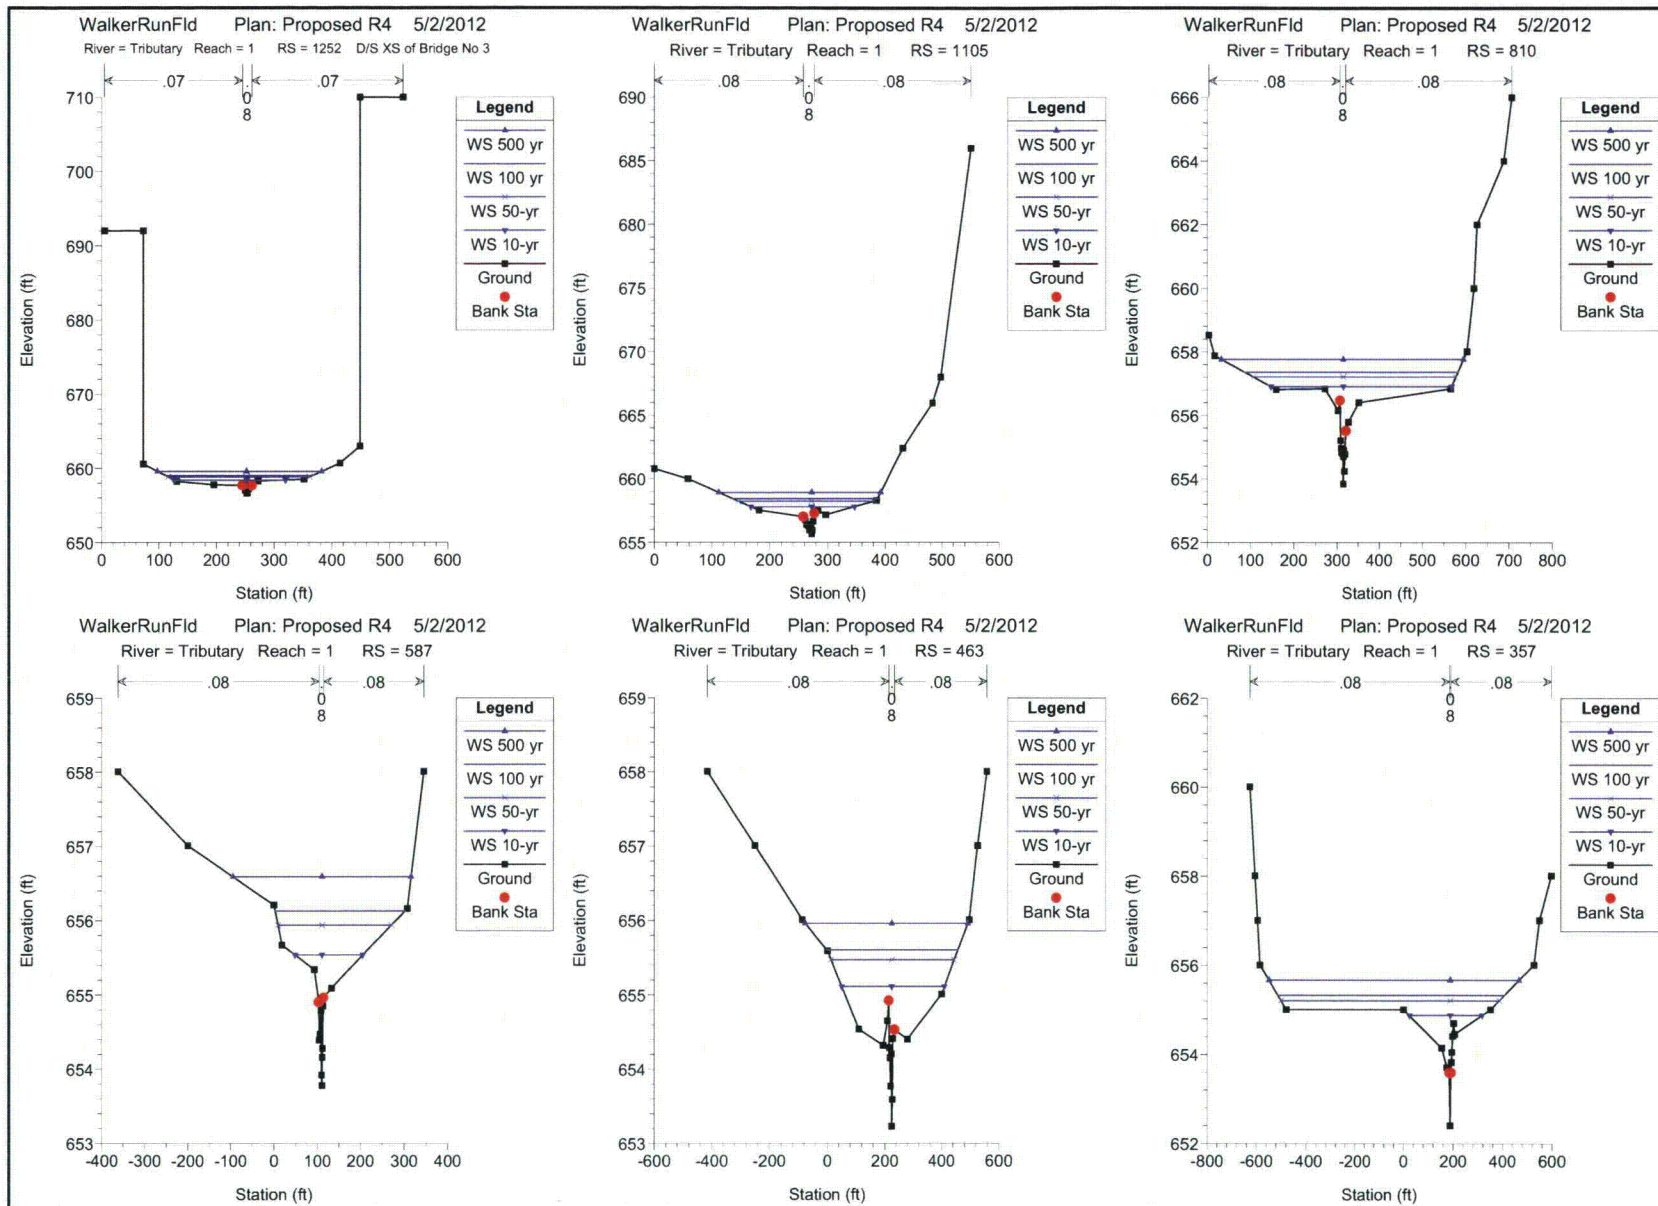 WalkerRunFld Plan: Proposed R4 5/2/2012
River = Tributary Reach = 1 RS = 1252 D/S XS of Bridge No 3
.07 .08 .07
710
700
690
680
670
660
650
Elevation (ft)
0 100 200 300 400 500 600
Station (ft)
Legend
WS 500 yr
WS 100 yr
WS 50-yr
WS 10-yr
Ground
Bank Sta
WalkerRunFld Plan: Proposed R4 5/2/2012
River = Tributary Reach = 1 RS = 1105
.08 .08 .08
690
685
680
675
670
665
660
655
Elevation (ft)
0 100 200 300 400 500 600
Station (ft)
Legend
WS 500 yr
WS 100 yr
WS 50-yr
WS 10-yr
Ground
Bank Sta
WalkerRunFld Plan: Proposed R4 5/2/2012
River = Tributary Reach = 1 RS = 810
.08 .08 .08
666
664
662
660
658
656
654
652
Elevation (ft)
0 100 200 300 400 500 600 700 800
Station (ft)
Legend
WS 500 yr
WS 100 yr
WS 50-yr
WS 10-yr
Ground
Bank Sta
WalkerRunFld Plan: Proposed R4 5/2/2012
River = Tributary Reach = 1 RS = 587
.08 .08 .08
659
658
657
656
655
654
653
Elevation (ft)
-400 -300 -200 -100 0 100 200 300 400
Station (ft)
Legend
WS 500 yr
WS 100 yr
WS 50-yr
WS 10-yr
Ground
Bank Sta
WalkerRunFld Plan: Proposed R4 5/2/2012
River = Tributary Reach = 1 RS = 463
.08 .08 .08
659
658
657
656
655
654
653
Elevation (ft)
-600 -400 -200 0 200 400 600
Station (ft)
Legend
WS 500 yr
WS 100 yr
WS 50-yr
WS 10-yr
Ground
Bank Sta
WalkerRunFld Plan: Proposed R4 5/2/2012
River = Tributary Reach = 1 RS = 357
.08 .08 .08
662
660
658
656
654
652
Elevation (ft)
-800 -600 -400 -200 0 200 400 600
Station (ft)
Legend
WS 500 yr
WS 100 yr
WS 50-yr
WS 10-yr
Ground
Bank Sta